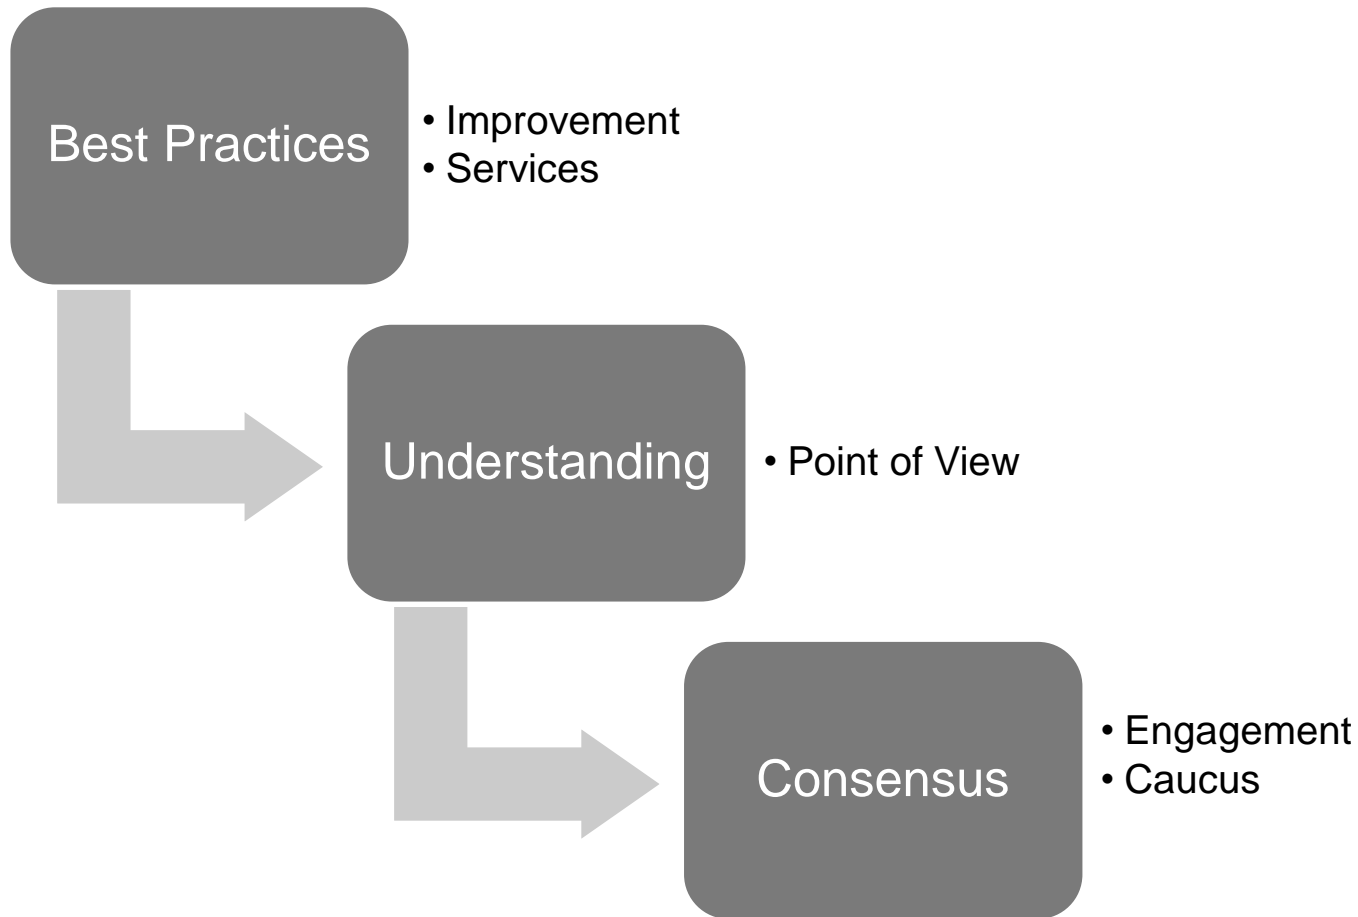 Best Practices
• Improvement
• Services
Understanding
• Point of View
Consensus
• Engagement
• Caucus